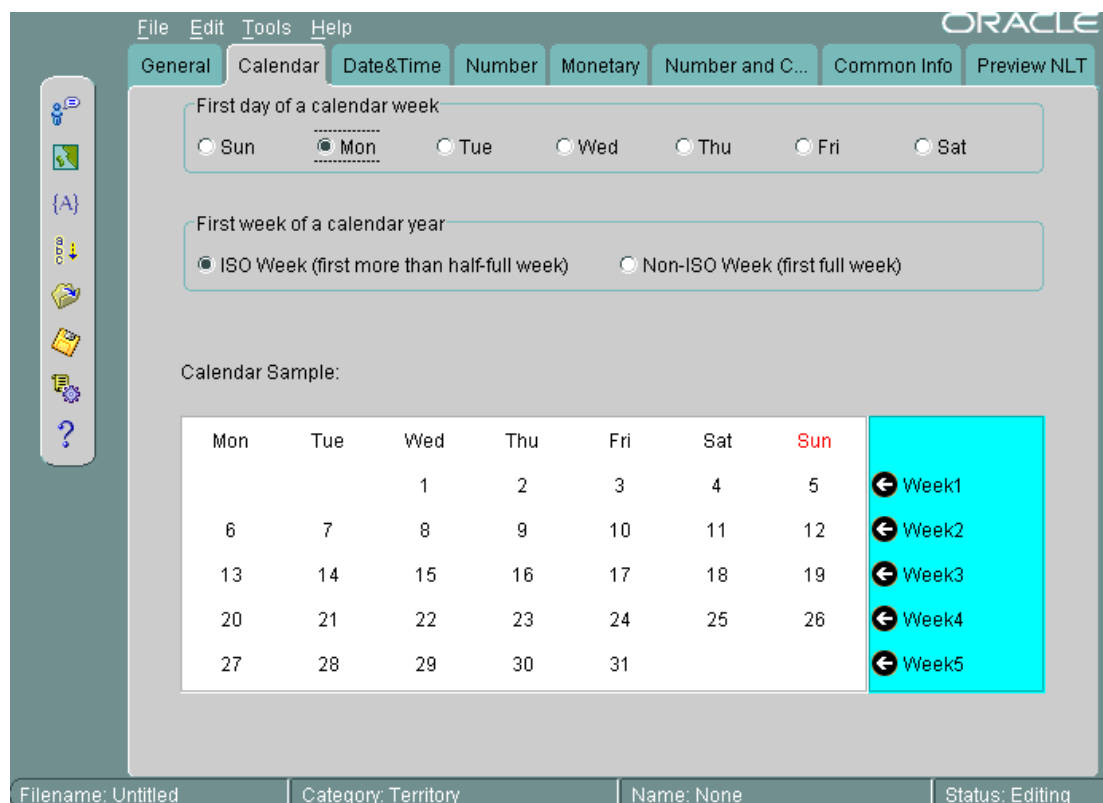 File Edit Tools Help ORACLE
General Calendar Date&Time Number Monetary Number and C... Common Info Preview NLT
First day of a calendar week
Sun Mon Tue Wed Thu Fri Sat
First week of a calendar year
ISO Week (first more than half-full week) Non-ISO Week (first full week)
{A}
a
b
c
?
Calendar Sample:
Mon Tue Wed Thu Fri Sat Sun
1 2 3 4 5 Week1
6 7 8 9 10 11 12 Week2
13 14 15 16 17 18 19 Week3
20 21 22 23 24 25 26 Week4
27 28 29 30 31 Week5
Filename: Untitled Category: Territory Name: None Status: Editing